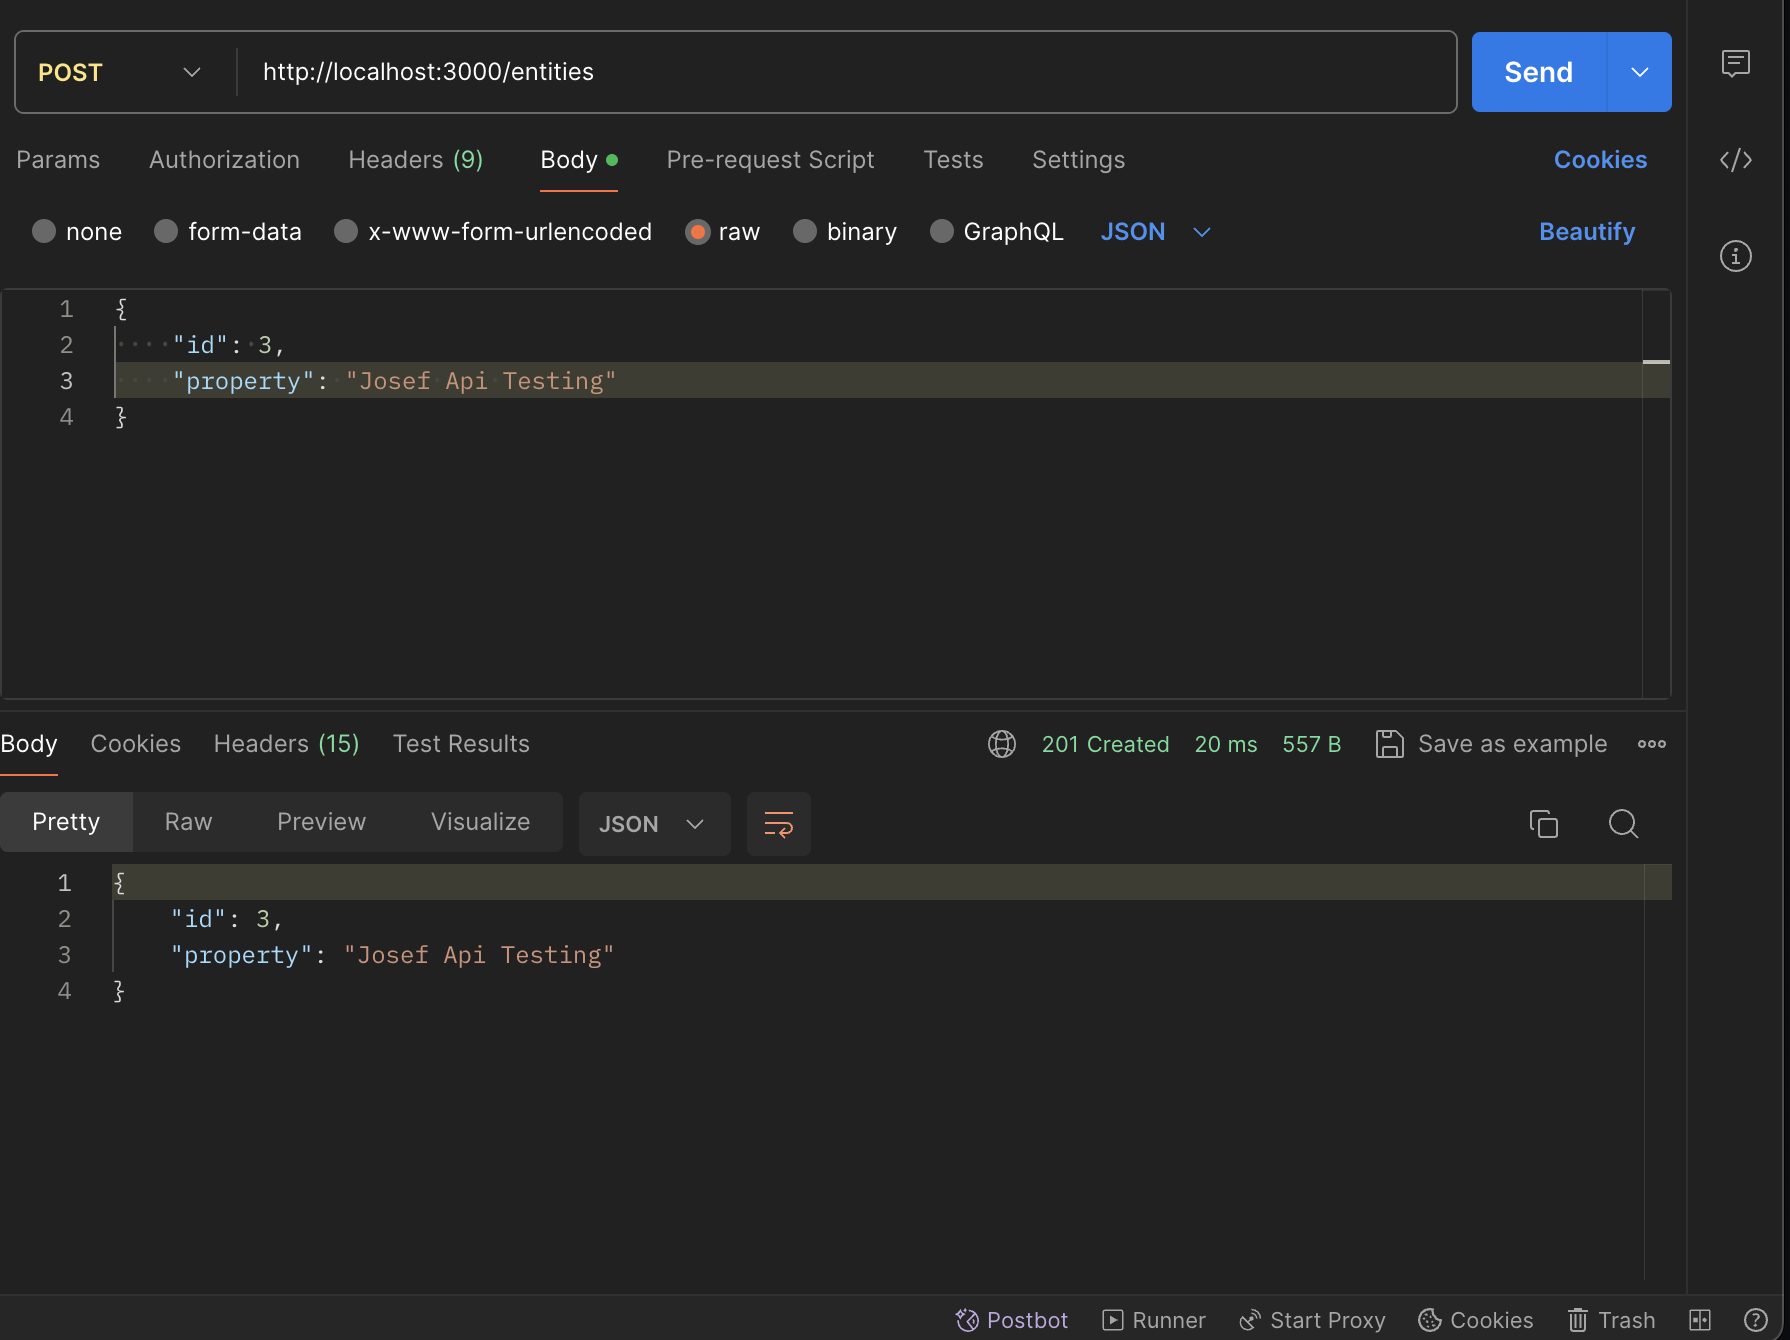 POST http://localhost:3000/entities Send
Params Authorization Headers (9) Body Pre-request Script Tests Settings Cookies
none form-data x-www-form-urlencoded raw binary GraphQL JSON Beautify
1 {
2 "id": 3,
3 "property": "Josef Api Testing"
4 }
Body Cookies Headers (15) Test Results 201 Created 20 ms 557 B Save as example
Pretty Raw Preview Visualize JSON
1 {
2 "id": 3,
3 "property": "Josef Api Testing"
4 }
Postbot Runner Start Proxy Cookies Trash